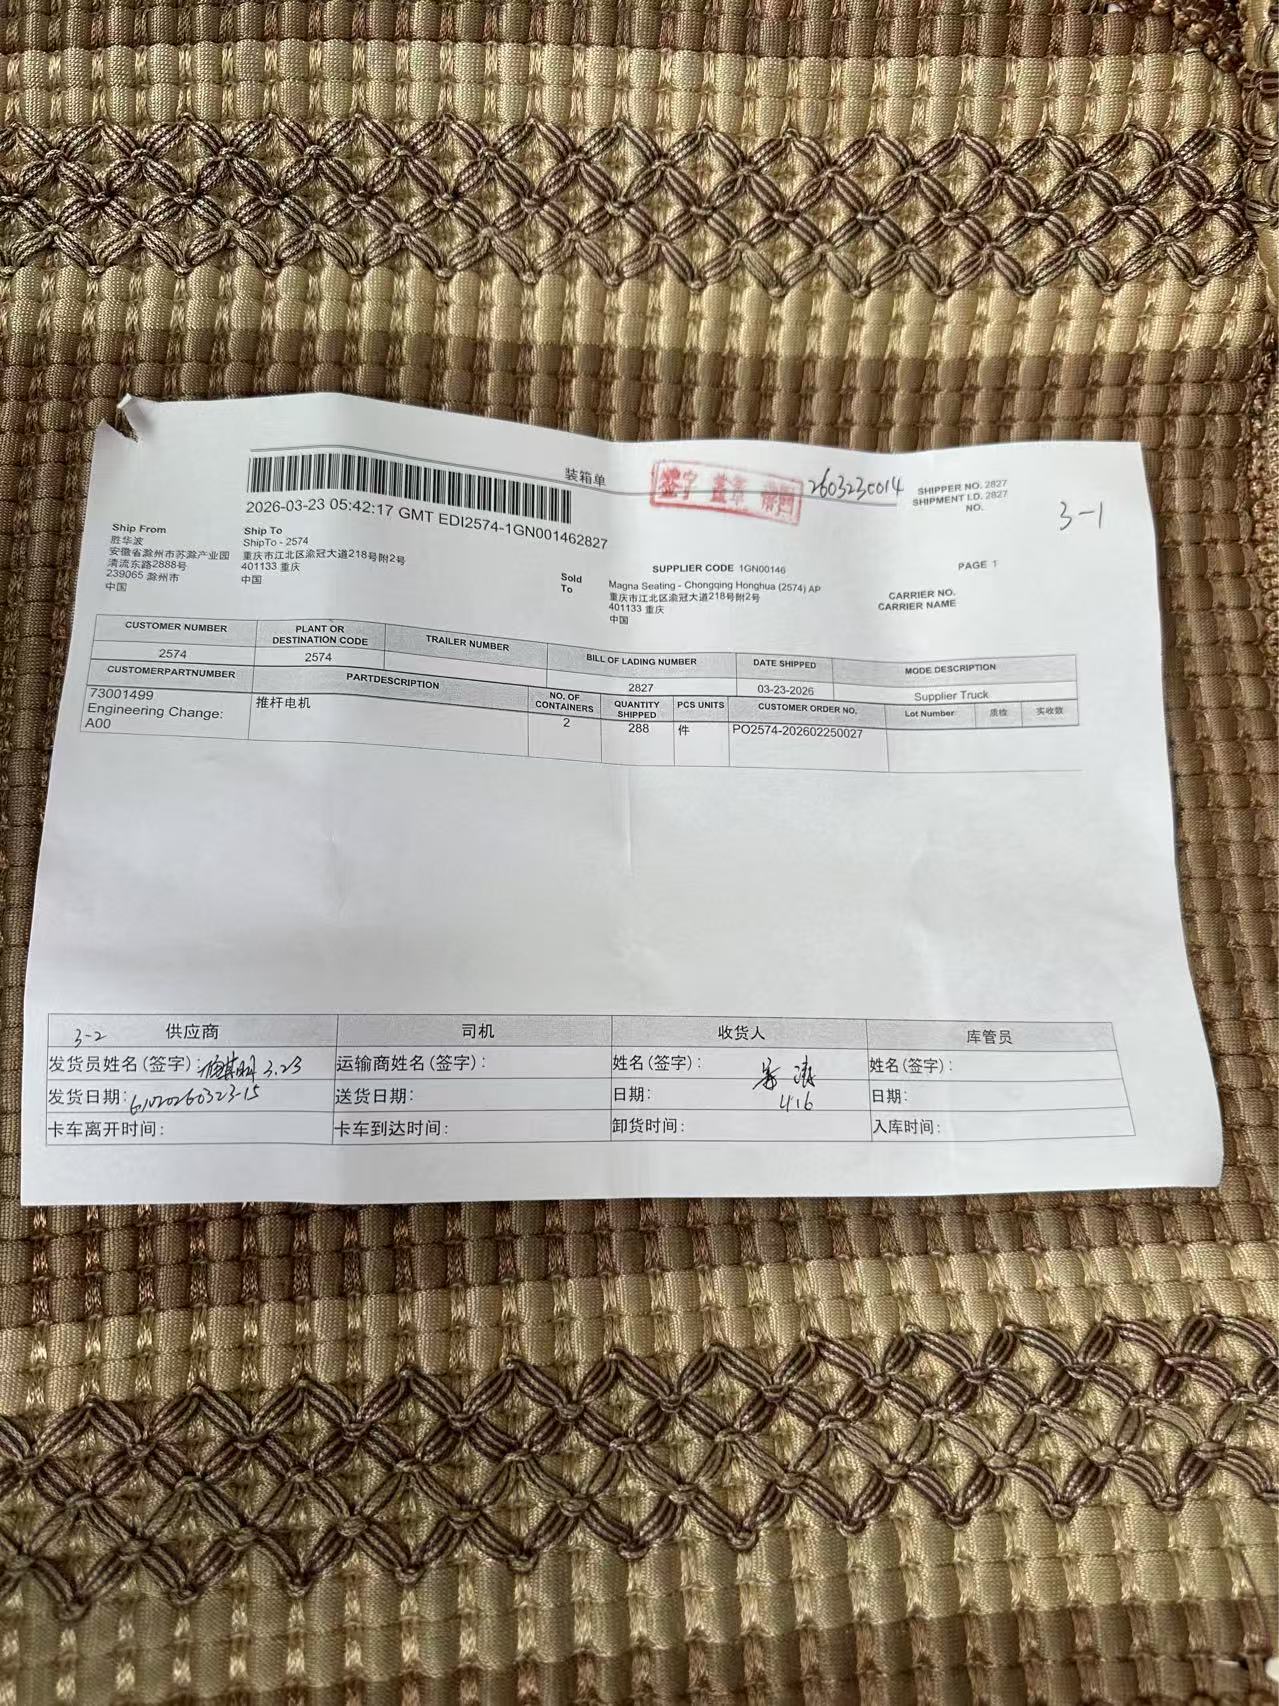 装箱单
签字 盖章 带回
2603230014
SHIPPER NO. 2827
SHIPMENT I.D. 2827
NO.
3-1
2026-03-23 05:42:17 GMT EDI2574-1GN001462827
Ship From
胜华波
安徽省滁州市苏滁产业园
清流东路2888号
239065 滁州市
中国
Ship To
ShipTo - 2574
重庆市江北区渝冠大道218号附2号
401133 重庆
中国
Sold To
SUPPLIER CODE 1GN00146
Magna Seating - Chongqing Honghua (2574) AP
重庆市江北区渝冠大道218号附2号
401133 重庆
中国
PAGE 1
CARRIER NO.
CARRIER NAME
CUSTOMER NUMBER PLANT OR DESTINATION CODE TRAILER NUMBER BILL OF LADING NUMBER DATE SHIPPED MODE DESCRIPTION
2574 2574 2827 03-23-2026 Supplier Truck
CUSTOMERPARTNUMBER PARTDESCRIPTION NO. OF CONTAINERS QUANTITY SHIPPED PCS UNITS CUSTOMER ORDER NO. Lot Number 质检 实收数
73001499 推杆电机 2 288 件 PO2574-202602250027
Engineering Change:
A00
3-2 供应商 司机 收货人 库管员
发货员姓名(签字): 3.23 运输商姓名(签字): 姓名(签字): 姓名(签字):
发货日期: 送货日期: 日期: 4.16 日期:
卡车离开时间: 卡车到达时间: 卸货时间: 入库时间: